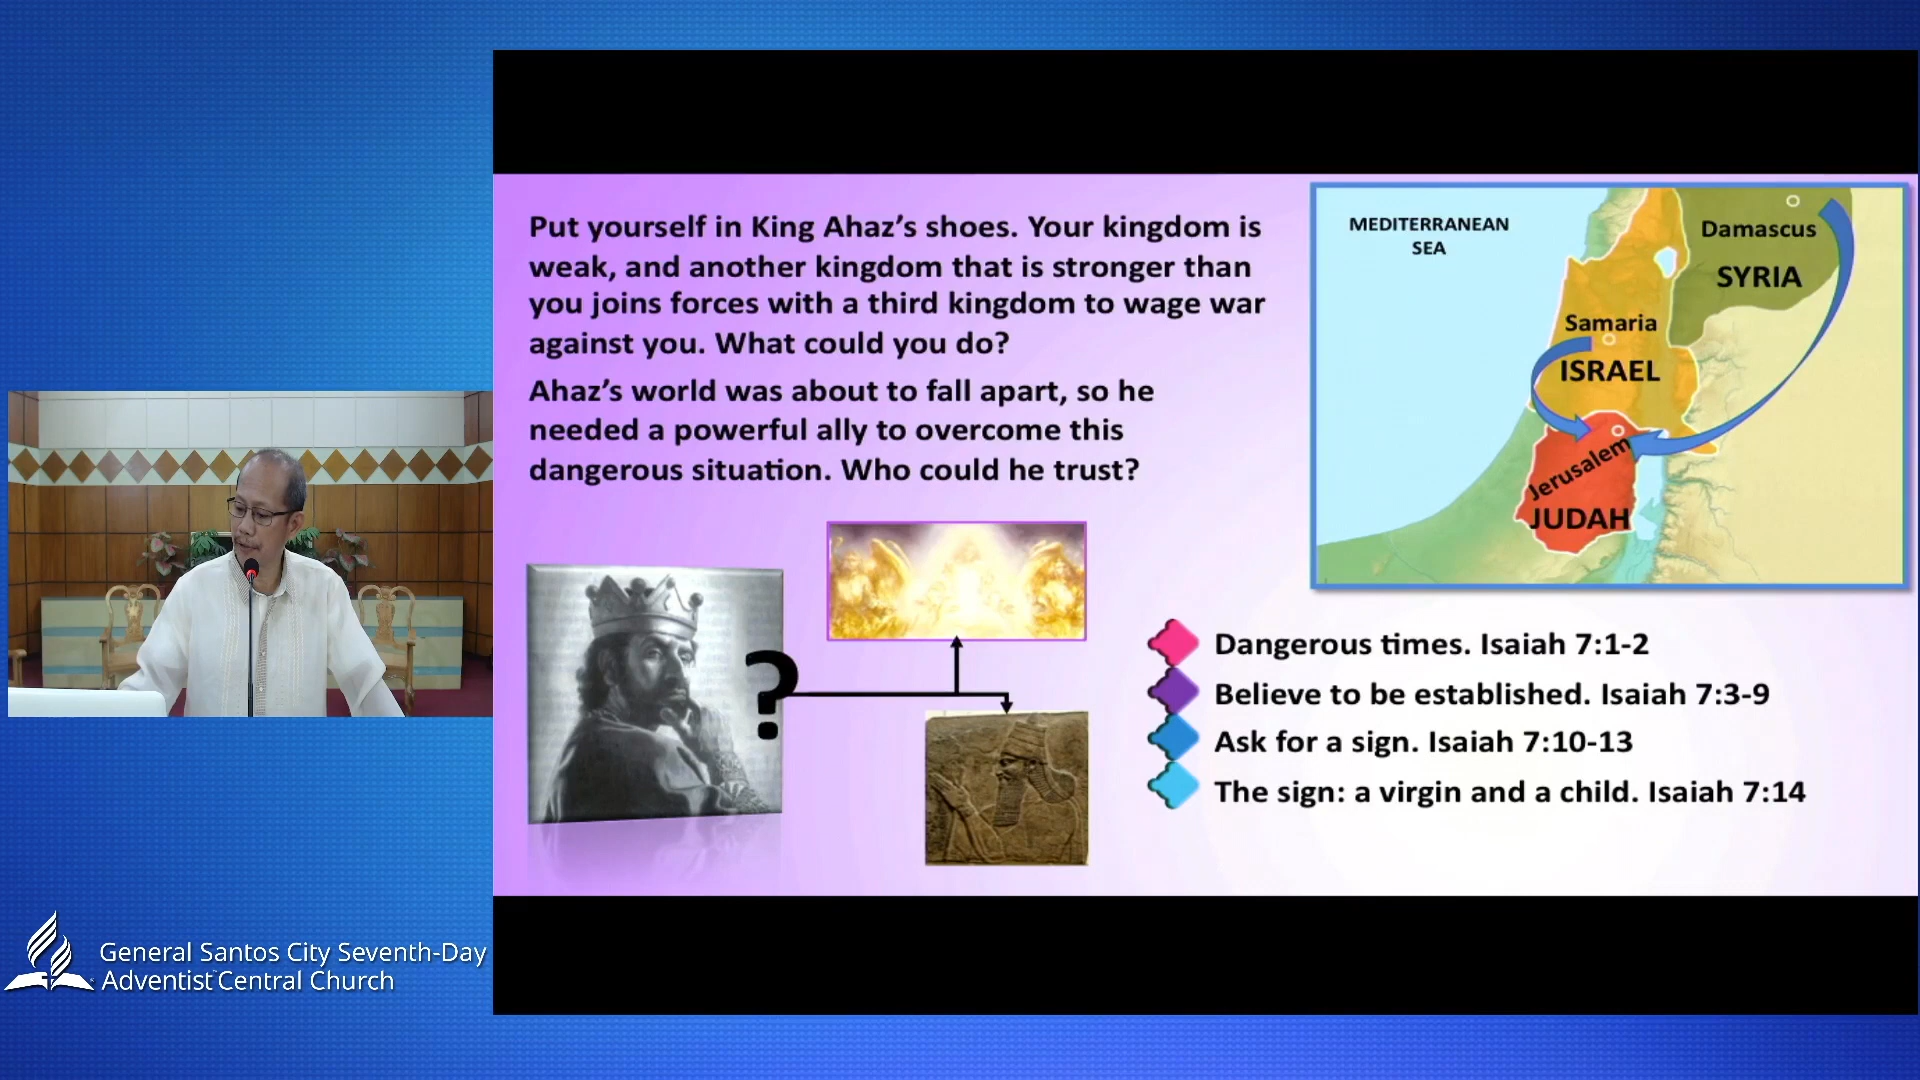 Put yourself in King Ahaz’s shoes. Your kingdom is
weak, and another kingdom that is stronger than
you joins forces with a third kingdom to wage war
against you. What could you do?
Ahaz’s world was about to fall apart, so he
needed a powerful ally to overcome this
dangerous situation. Who could he trust?
?
MEDITERRANEAN
SEA
Damascus
SYRIA
Samaria
ISRAEL
Jerusalem
JUDAH
Dangerous times. Isaiah 7:1-2
Believe to be established. Isaiah 7:3-9
Ask for a sign. Isaiah 7:10-13
The sign: a virgin and a child. Isaiah 7:14
General Santos City Seventh-Day
Adventist Central Church